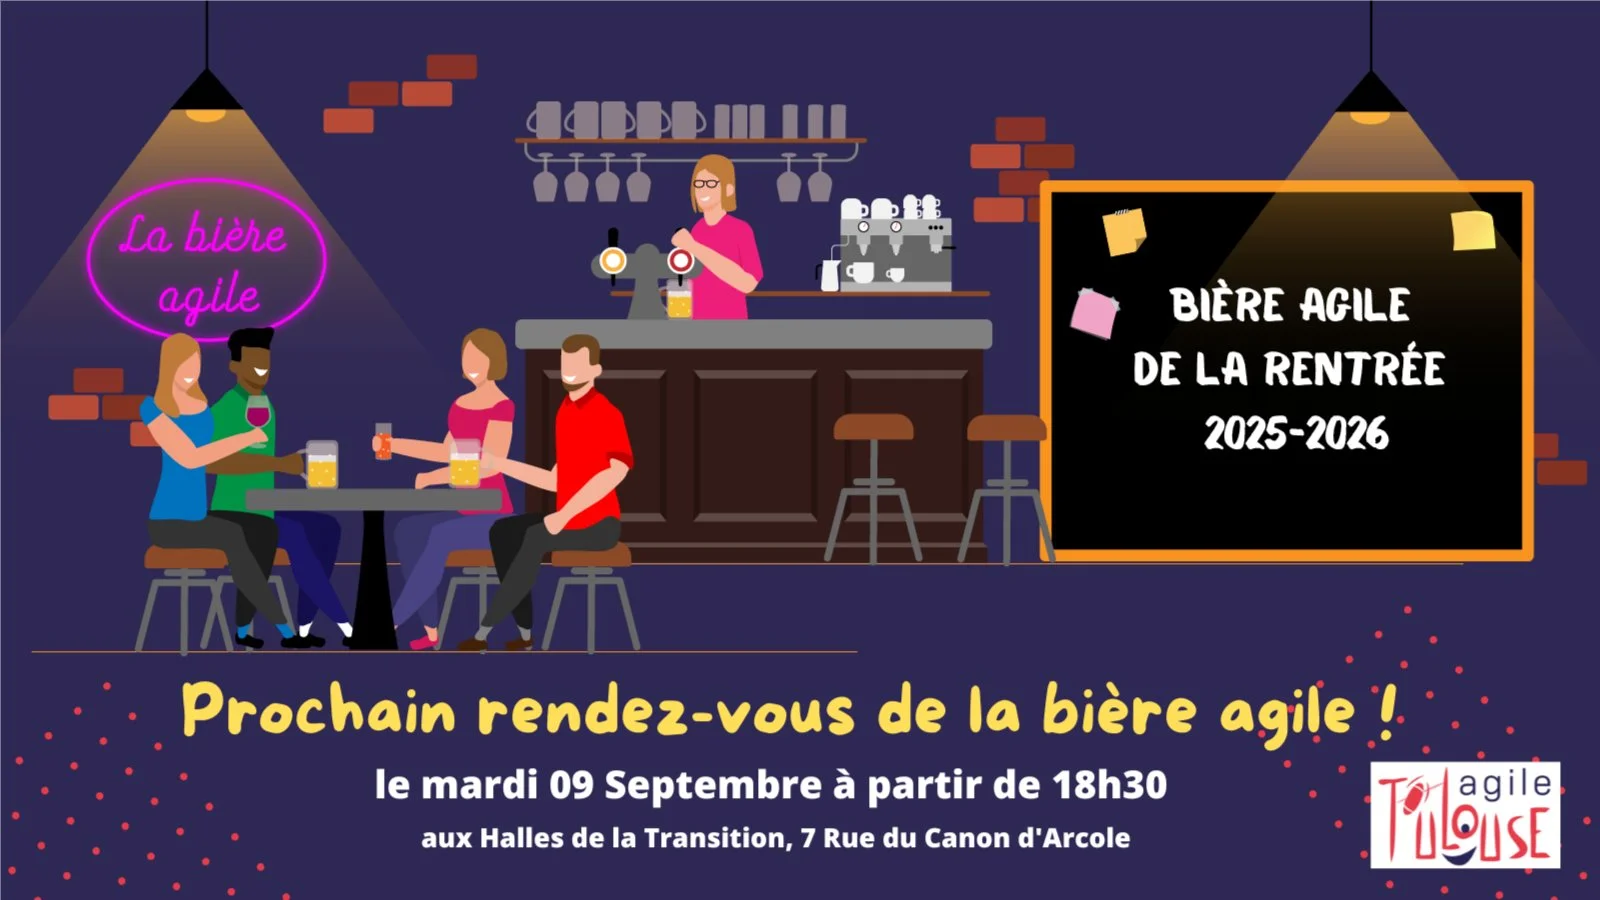 La bière
agile
BIÈRE AGILE
DE LA RENTRÉE
2025-2026
Prochain rendez-vous de la bière agile !
le mardi 09 Septembre à partir de 18h30
aux Halles de la Transition, 7 Rue du Canon d'Arcole
agile
TOULOUSE